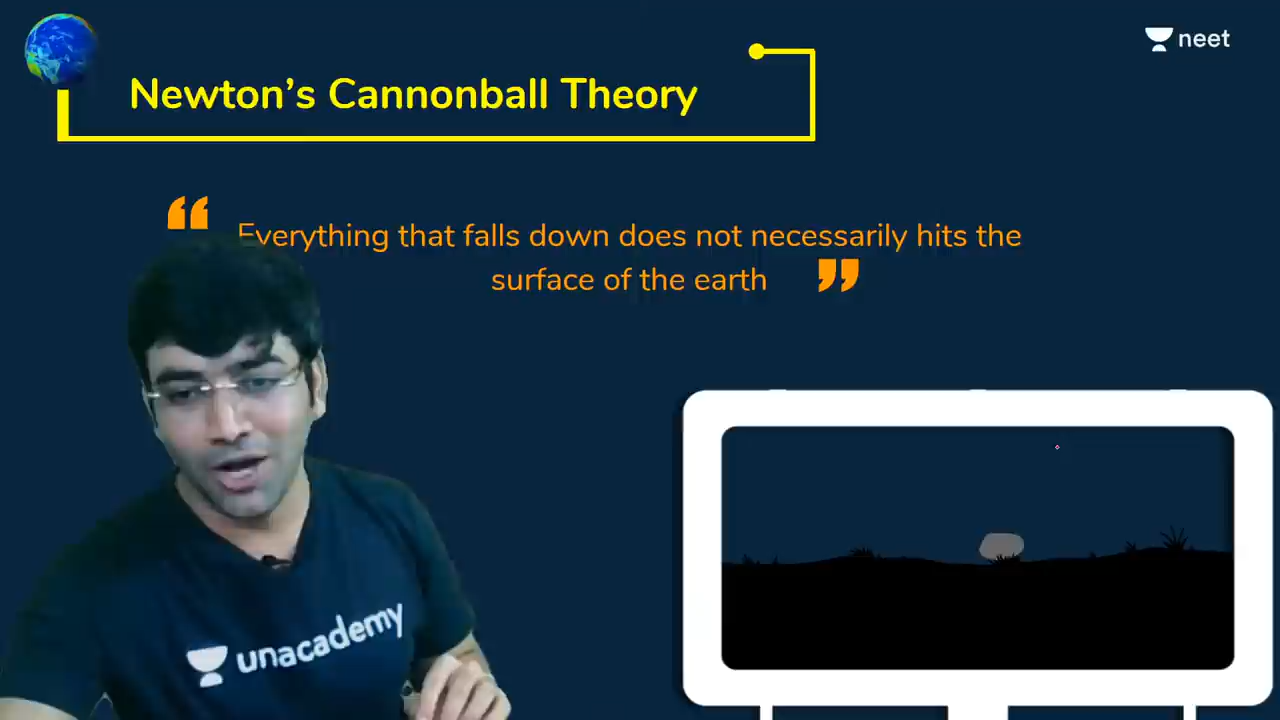 neet
Newton's Cannonball Theory
“ Everything that falls down does not necessarily hits the
surface of the earth ”
unacademy